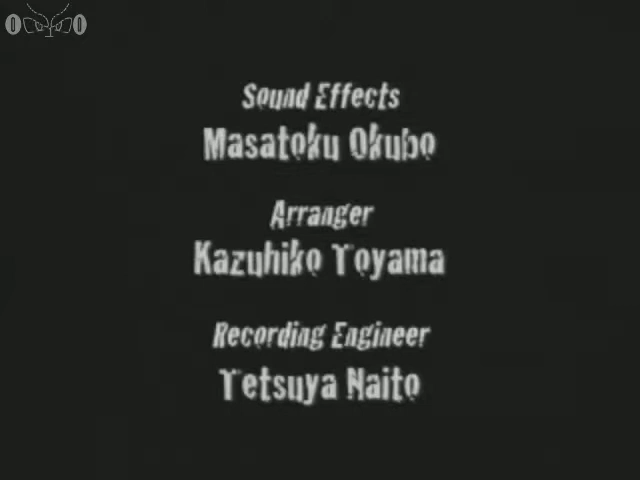 Sound Effects
Masatoku Okubo
Arranger
Kazuhiko Toyama
Recording Engineer
Tetsuya Naito